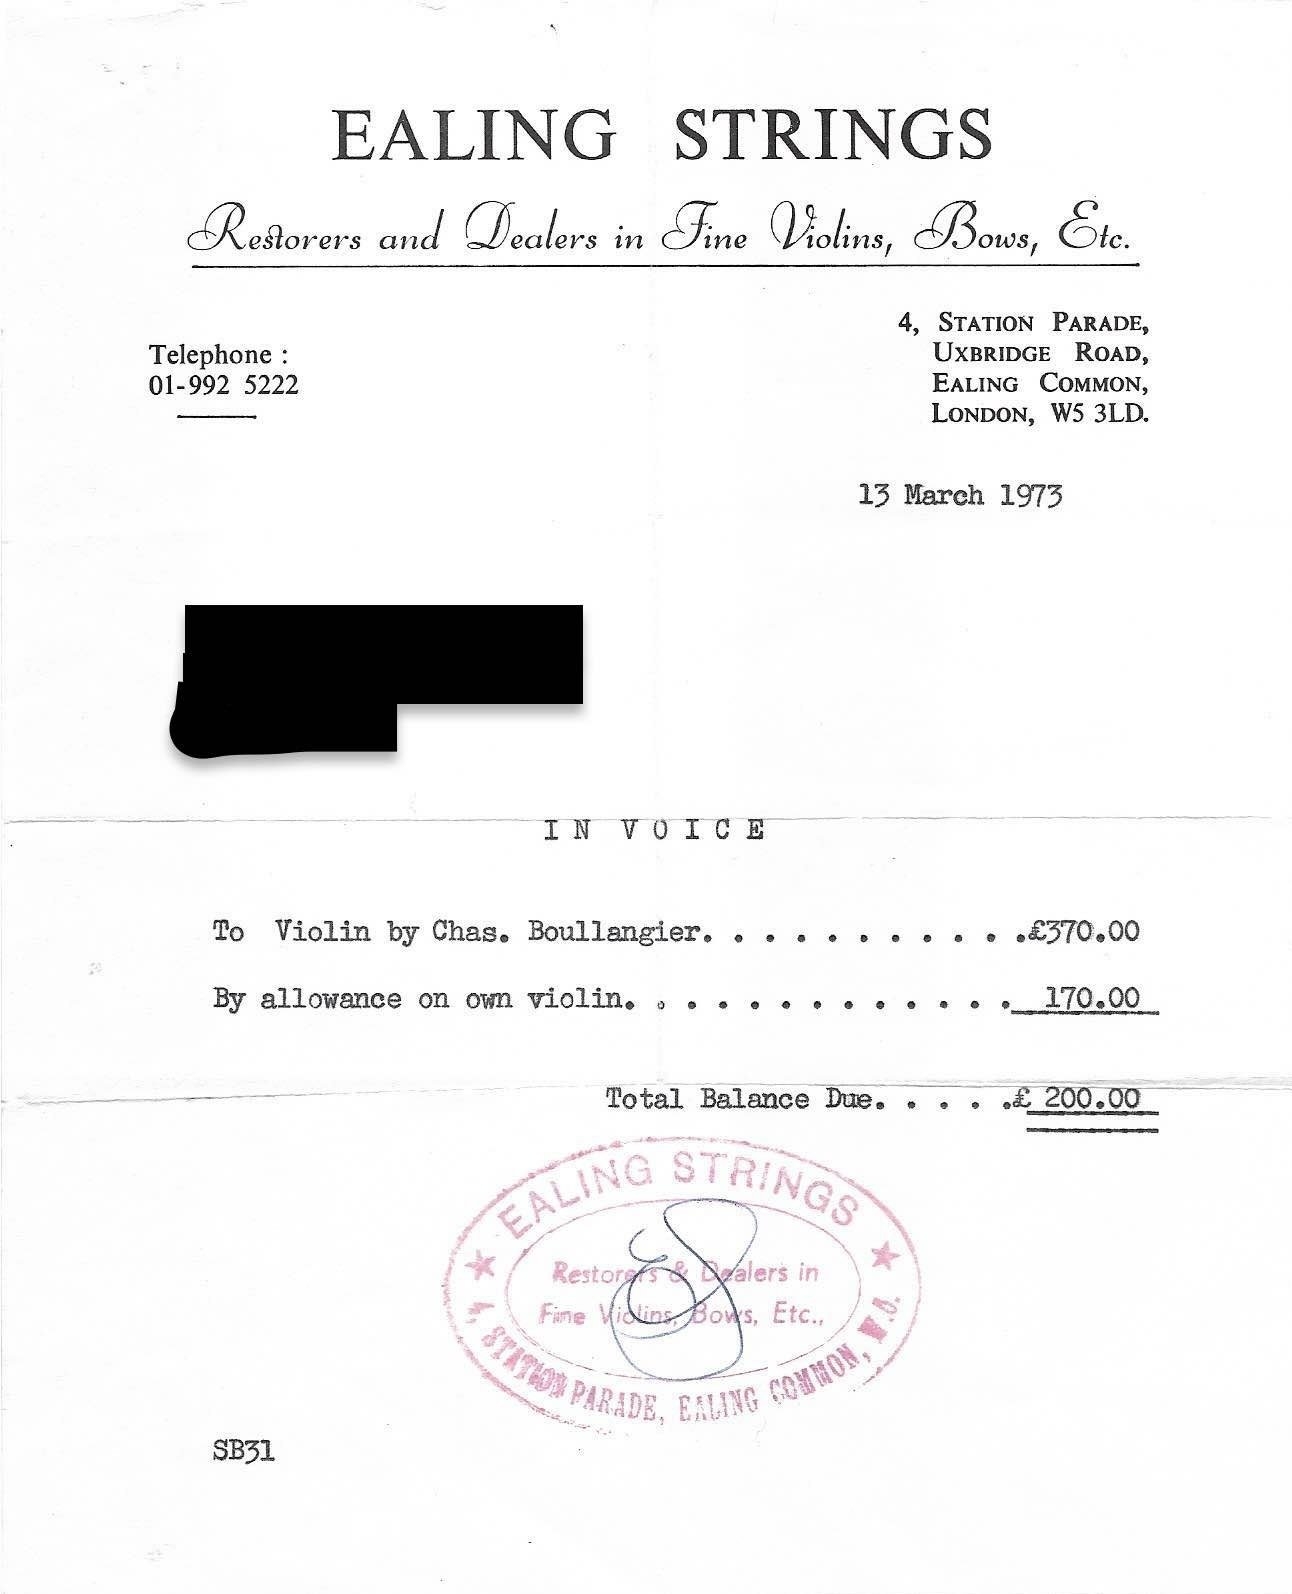 EALING STRINGS
Restorers and Dealers in Fine Violins, Bows, Etc.
4, STATION PARADE,
UXBRIDGE ROAD,
EALING COMMON,
LONDON, W5 3LD.
Telephone :
01-992 5222
13 March 1973
INVOICE
To Violin by Chas. Boullangier. . . . . . . . . . . .£370.00
By allowance on own violin. . . . . . . . . . . . . 170.00
Total Balance Due. . . . .£ 200.00
EALING STRINGS
Restorers & Dealers in
Fine Violins, Bows, Etc.,
4, STATION PARADE, EALING COMMON, W.5.
SB31